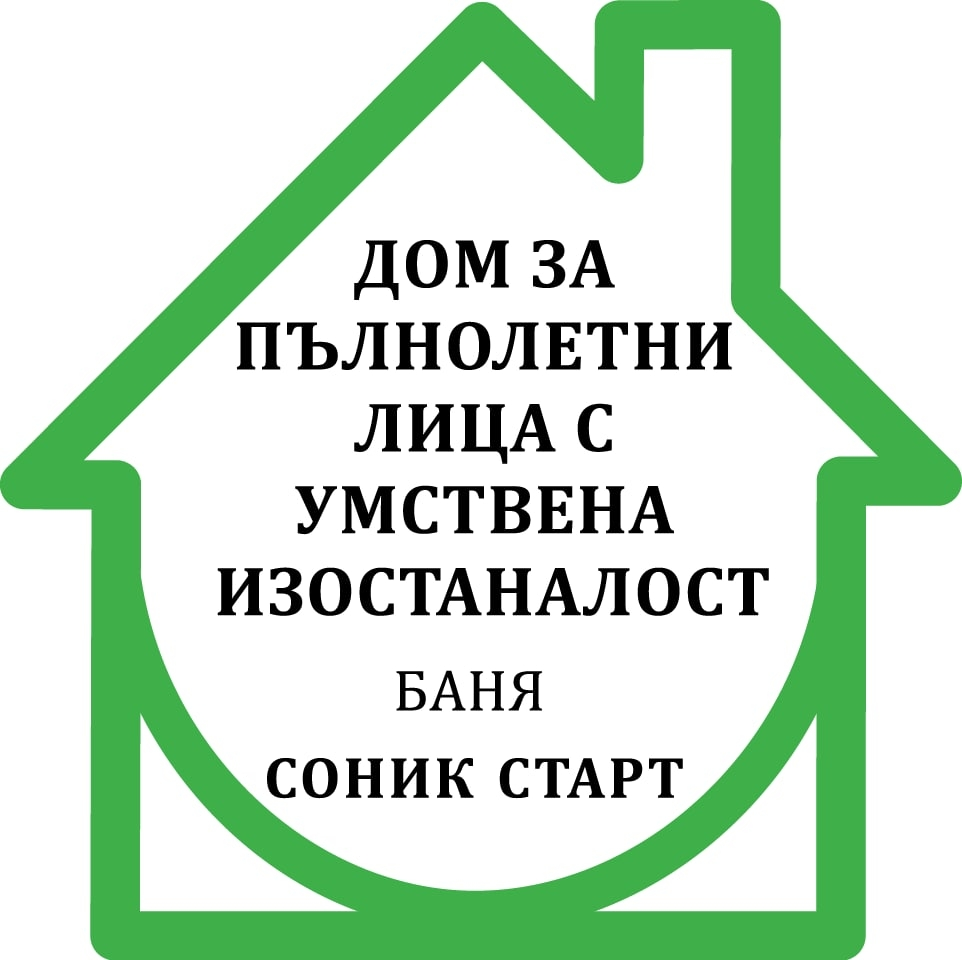 ДОМ ЗА
ПЪЛНОЛЕТНИ
ЛИЦА С
УМСТВЕНА
ИЗОСТАНАЛОСТ
БАНЯ
СОНИК СТАРТ